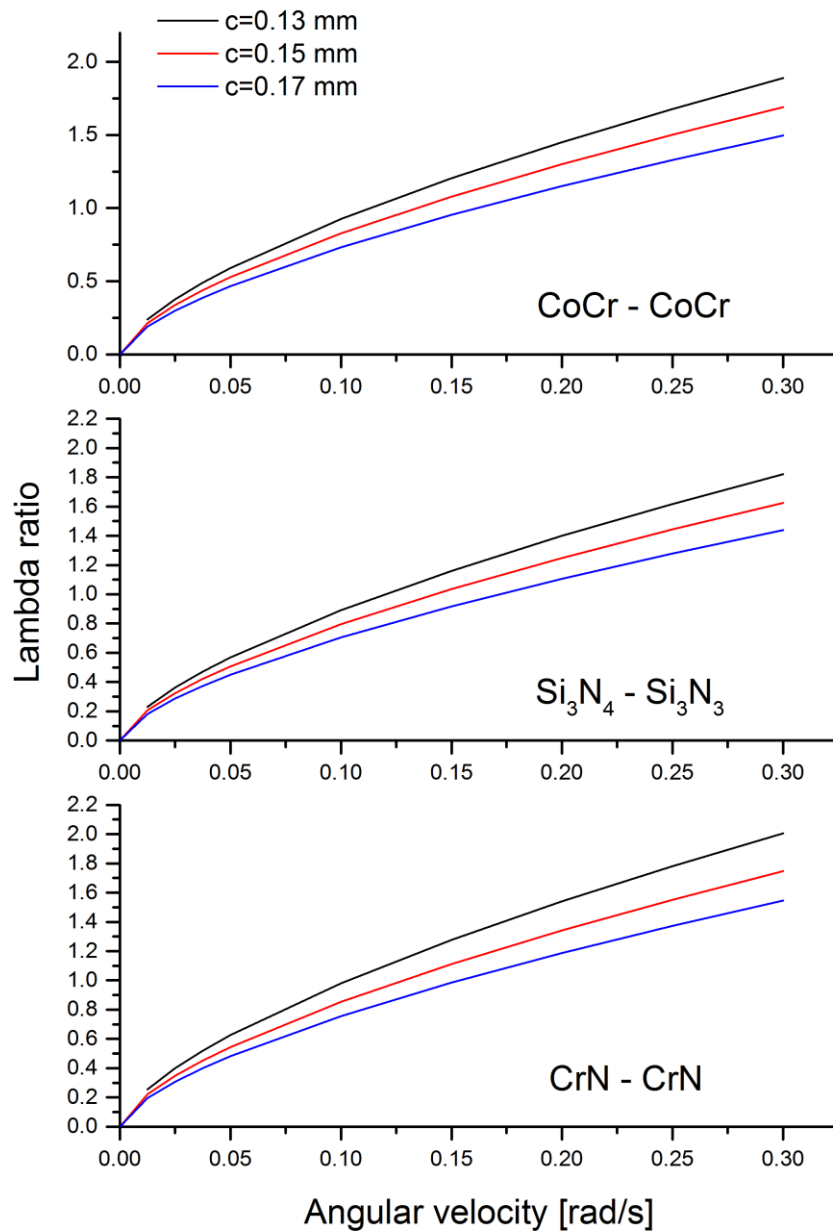 c=0.13 mm
c=0.15 mm
c=0.17 mm
2.0
1.5
1.0
0.5
0.0
CoCr - CoCr
0.00 0.05 0.10 0.15 0.20 0.25 0.30
Lambda ratio
2.2
2.0
1.8
1.6
1.4
1.2
1.0
0.8
0.6
0.4
0.2
0.0
Si₃N₄ - Si₃N₃
0.00 0.05 0.10 0.15 0.20 0.25 0.30
2.2
2.0
1.8
1.6
1.4
1.2
1.0
0.8
0.6
0.4
0.2
0.0
CrN - CrN
0.00 0.05 0.10 0.15 0.20 0.25 0.30
Angular velocity [rad/s]